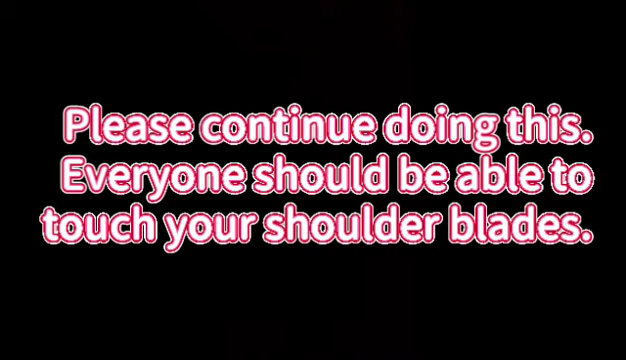 Please continue doing this.
Everyone should be able to
touch your shoulder blades.